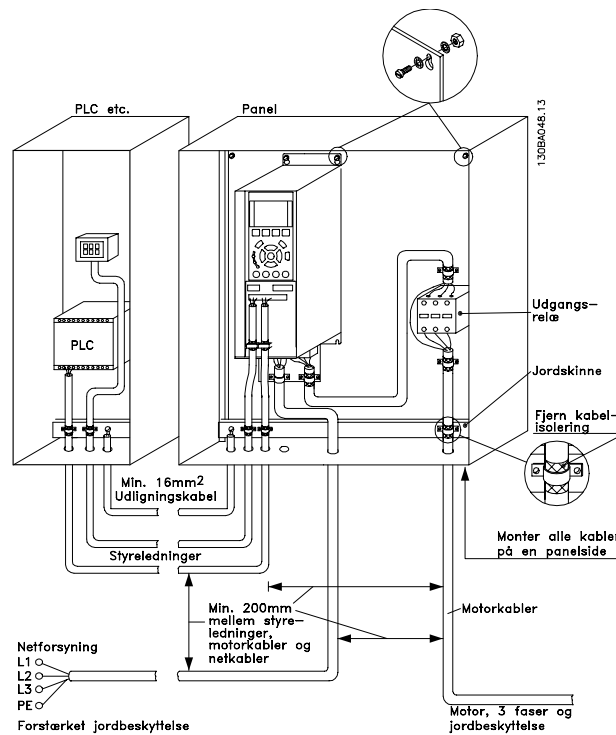 PLC etc.
Panel
130BA048.13
PLC
Udgangs-
relæ
Jordskinne
Fjern kabel-
isolering
Min. 16mm2
Udligningskabel
Styreledninger
Monter alle kabler
på en panelside
Min. 200mm
mellem styre-
ledninger,
motorkabler og
netkabler
Motorkabler
Netforsyning
L1
L2
L3
PE
Forstærket jordbeskyttelse
Motor, 3 faser og
jordbeskyttelse